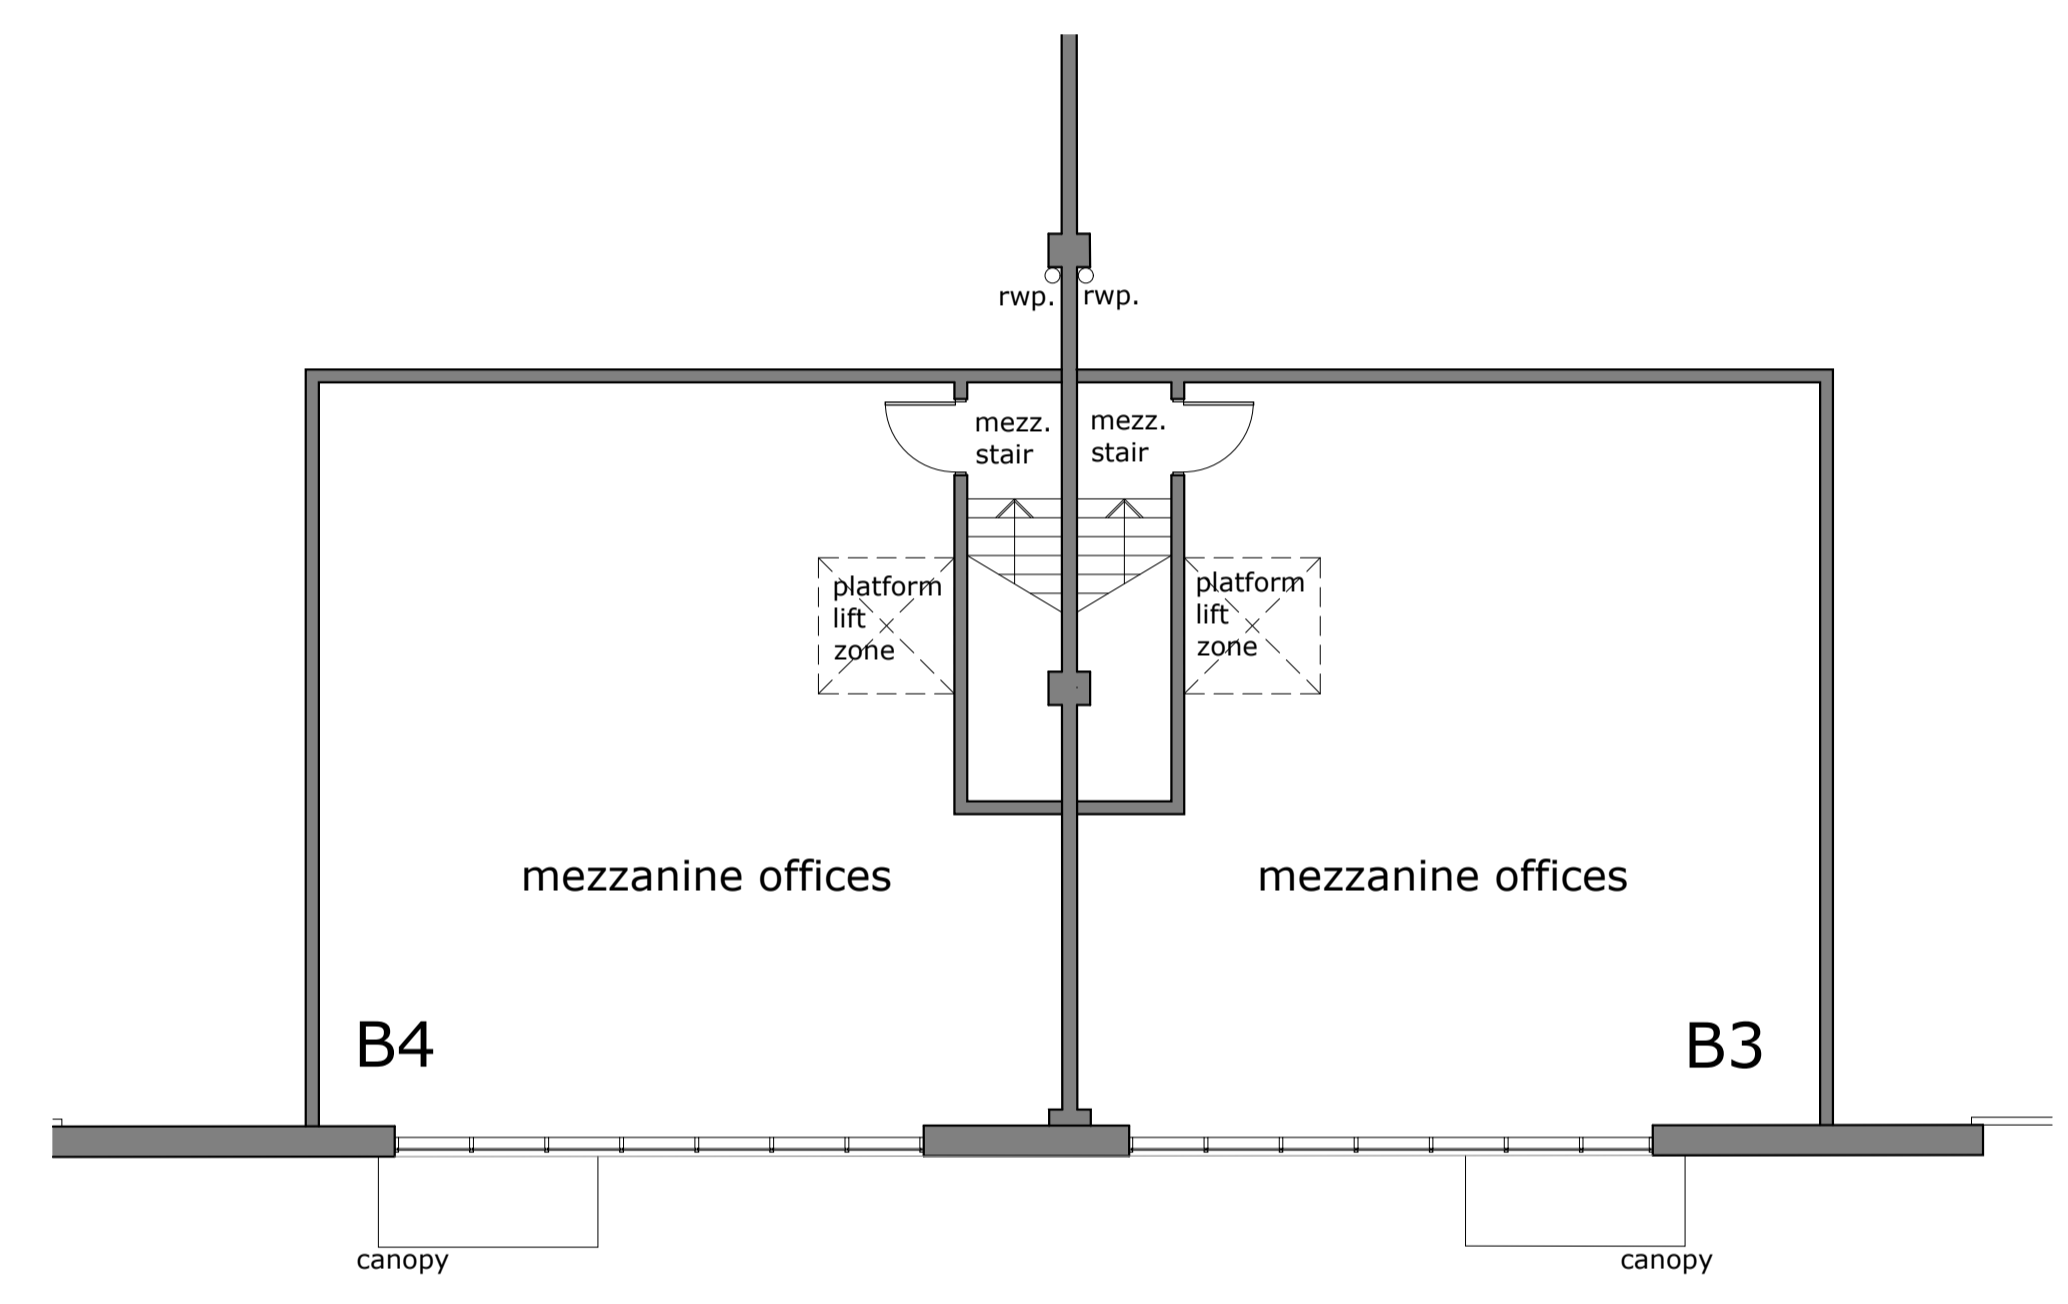 rwp.
rwp.
mezz.
stair
mezz.
stair
platform
lift
zone
platform
lift
zone
mezzanine offices
mezzanine offices
B4
B3
canopy
canopy